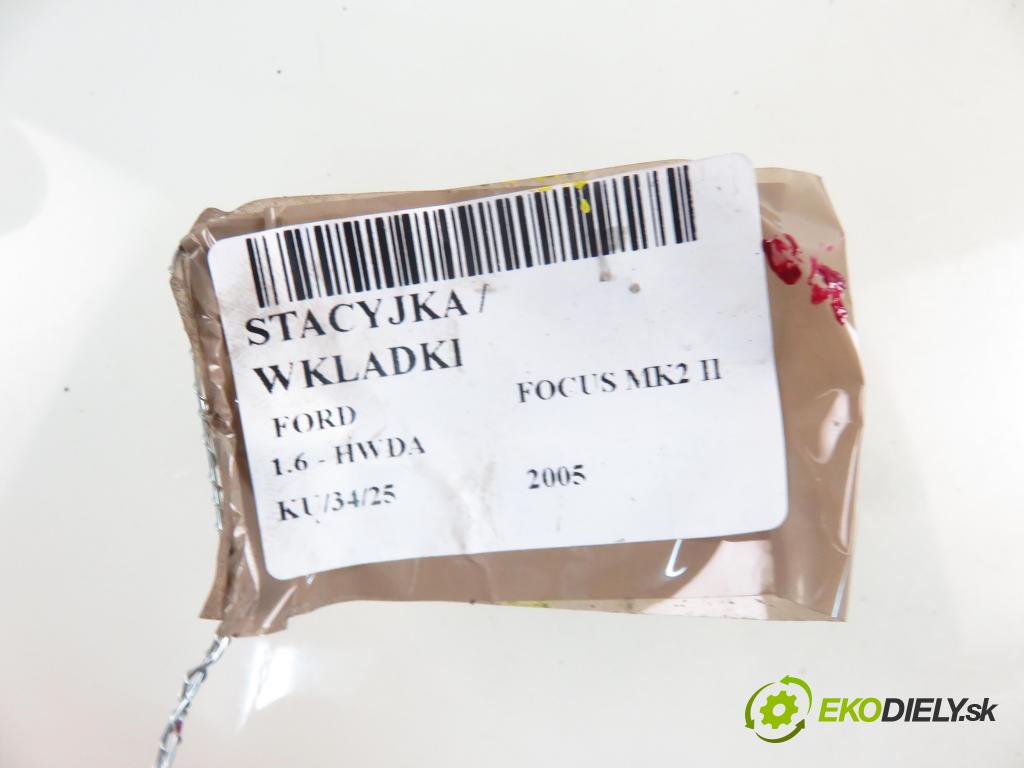 STACYJKA /
WKLADKI
FORD FOCUS MK2 II
1.6 - HWDA
KU/34/25 2005
EKODIELY.sk